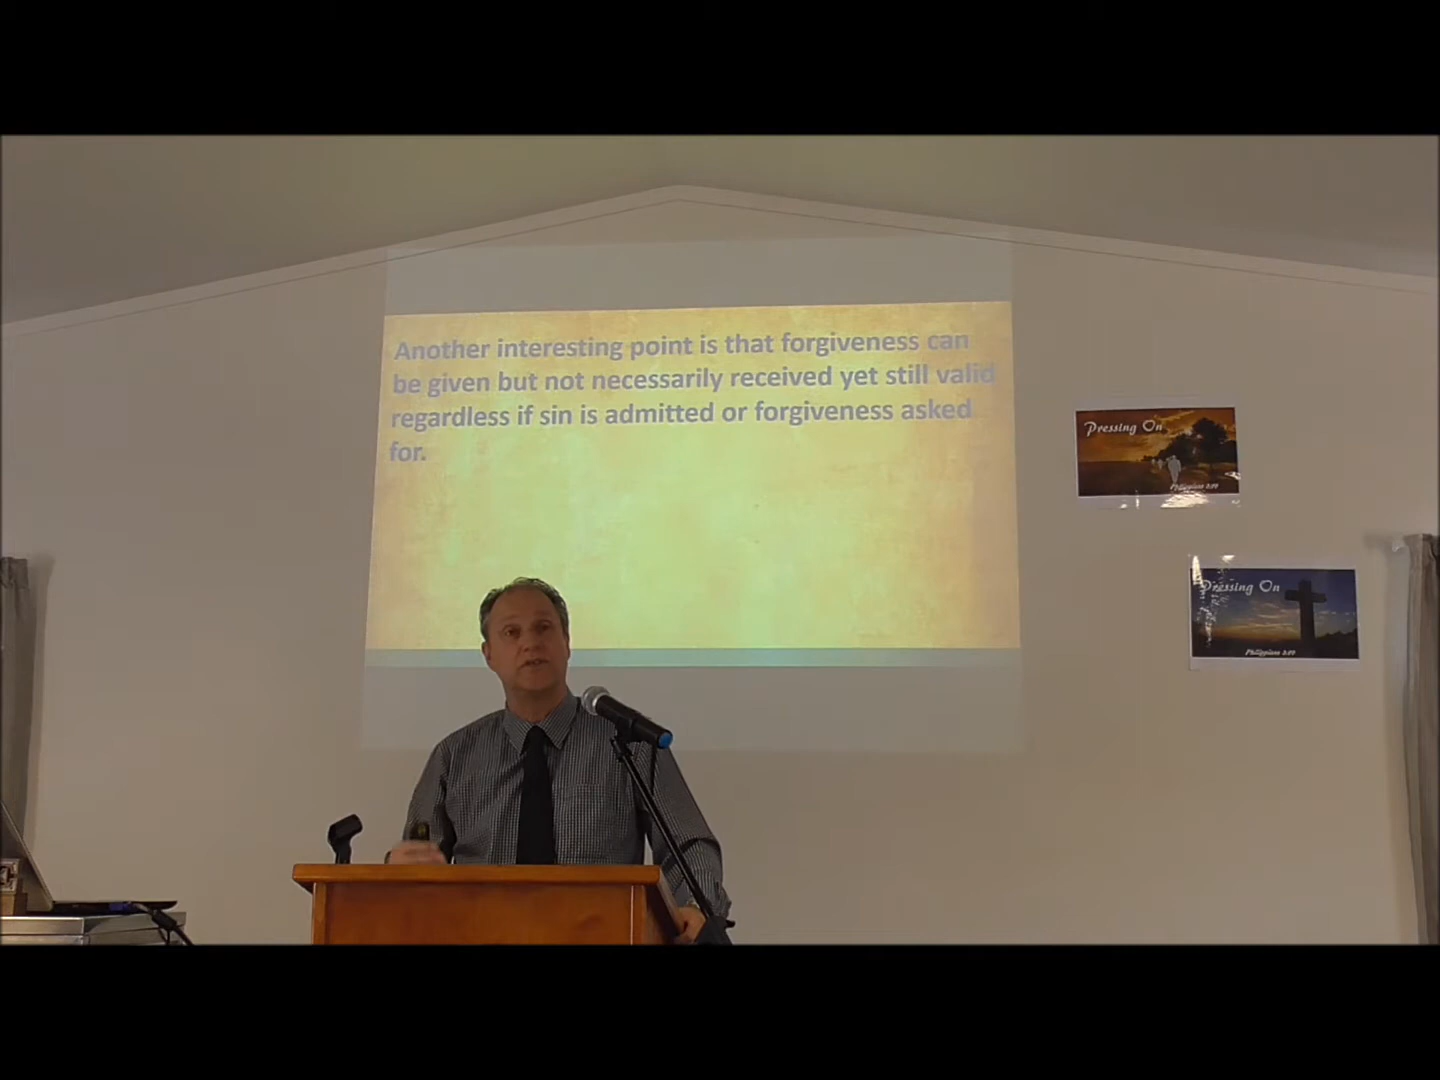 Another interesting point is that forgiveness can
be given but not necessarily received yet still valid
regardless if sin is admitted or forgiveness asked
for.
Pressing On
Pressing On